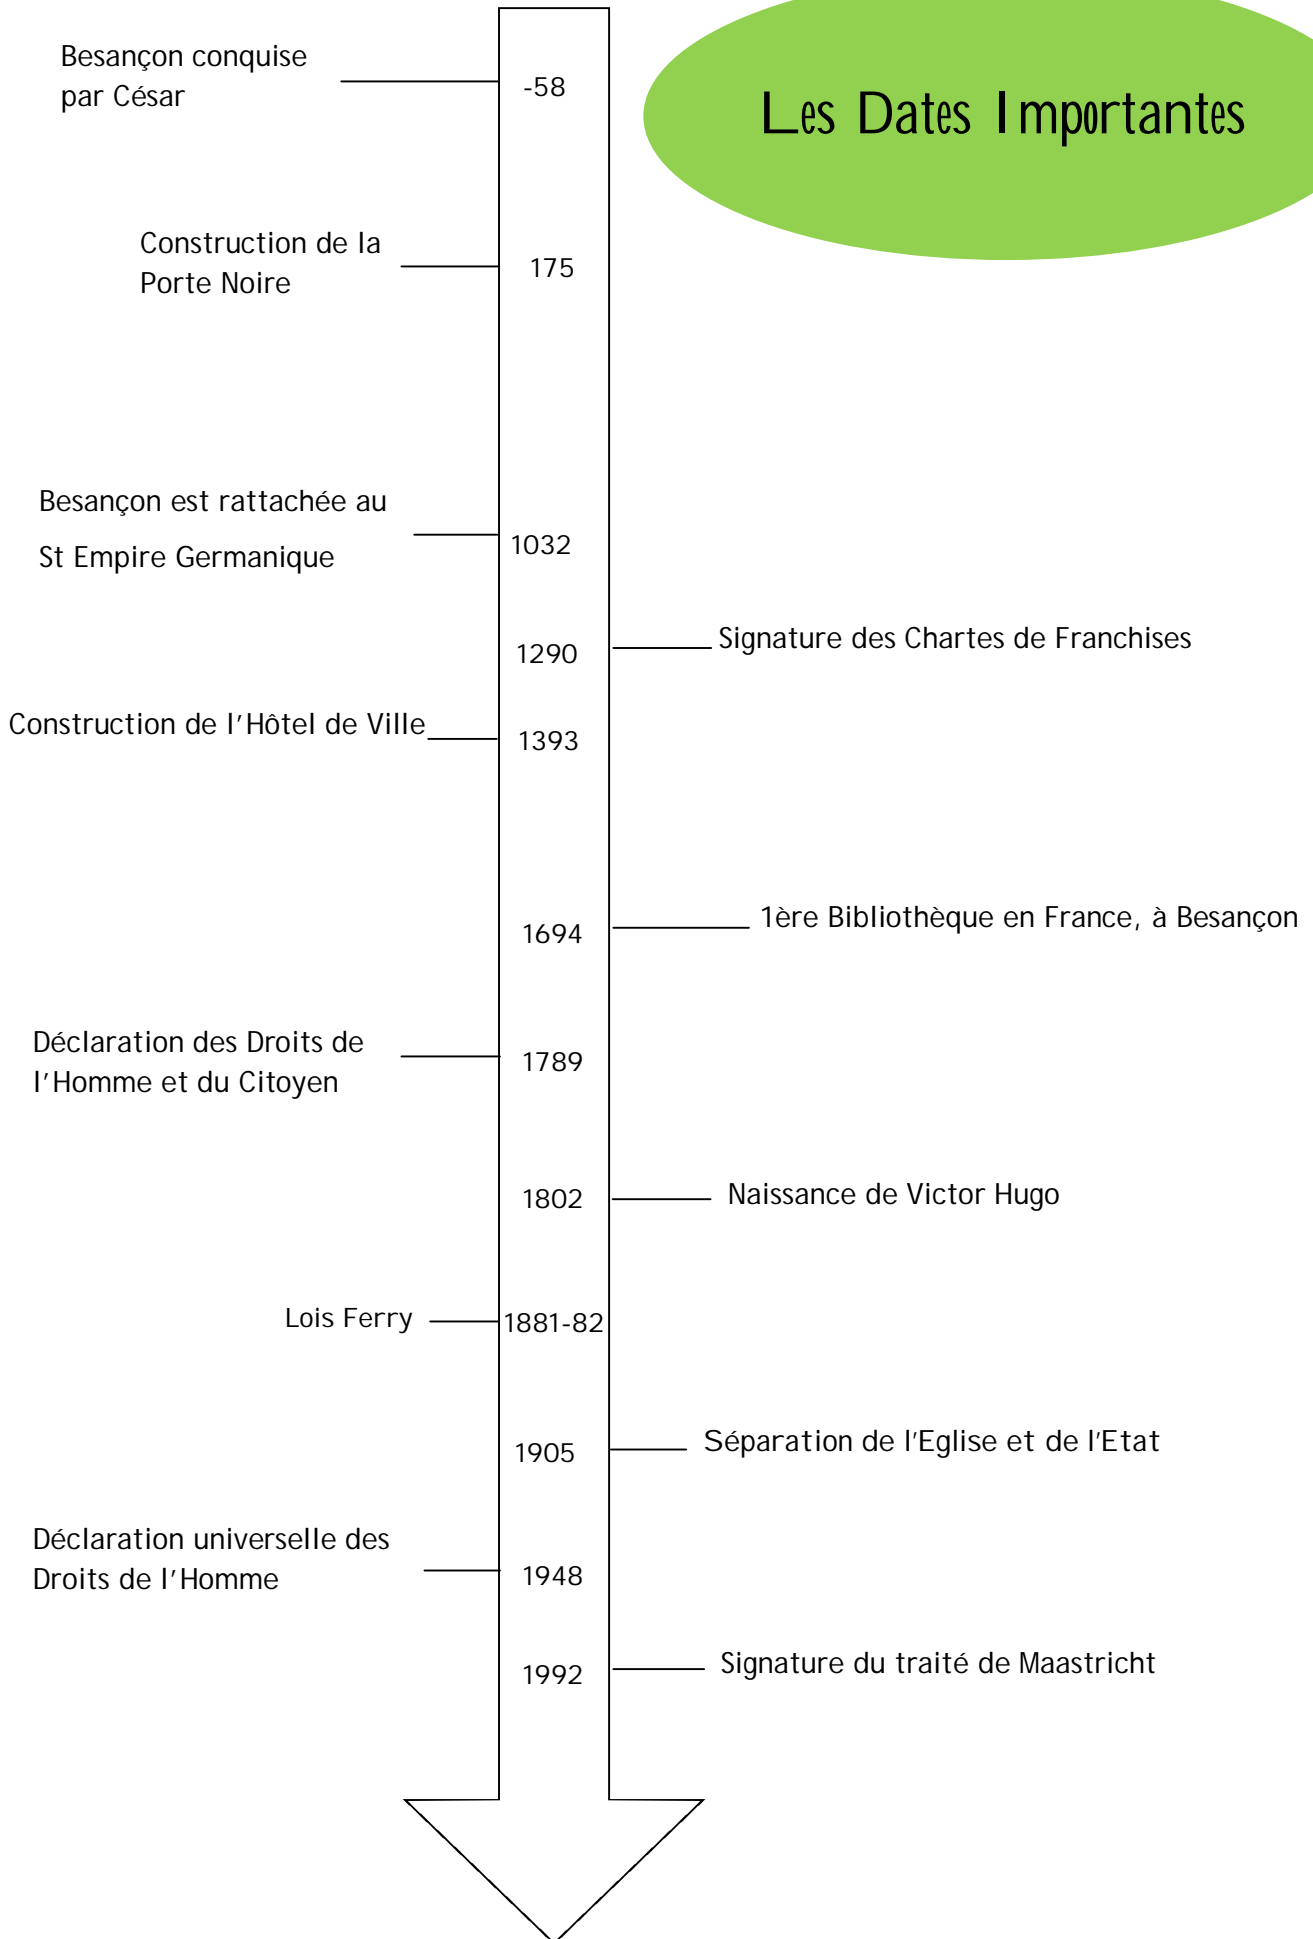 Les Dates Importantes
Besançon conquise
par César
-58
Construction de la
Porte Noire
175
Besançon est rattachée au
St Empire Germanique
1032
1290
Signature des Chartes de Franchises
Construction de l'Hôtel de Ville
1393
1694
1ère Bibliothèque en France, à Besançon
Déclaration des Droits de
l'Homme et du Citoyen
1789
1802
Naissance de Victor Hugo
Lois Ferry
1881-82
1905
Séparation de l'Eglise et de l'Etat
Déclaration universelle des
Droits de l'Homme
1948
1992
Signature du traité de Maastricht